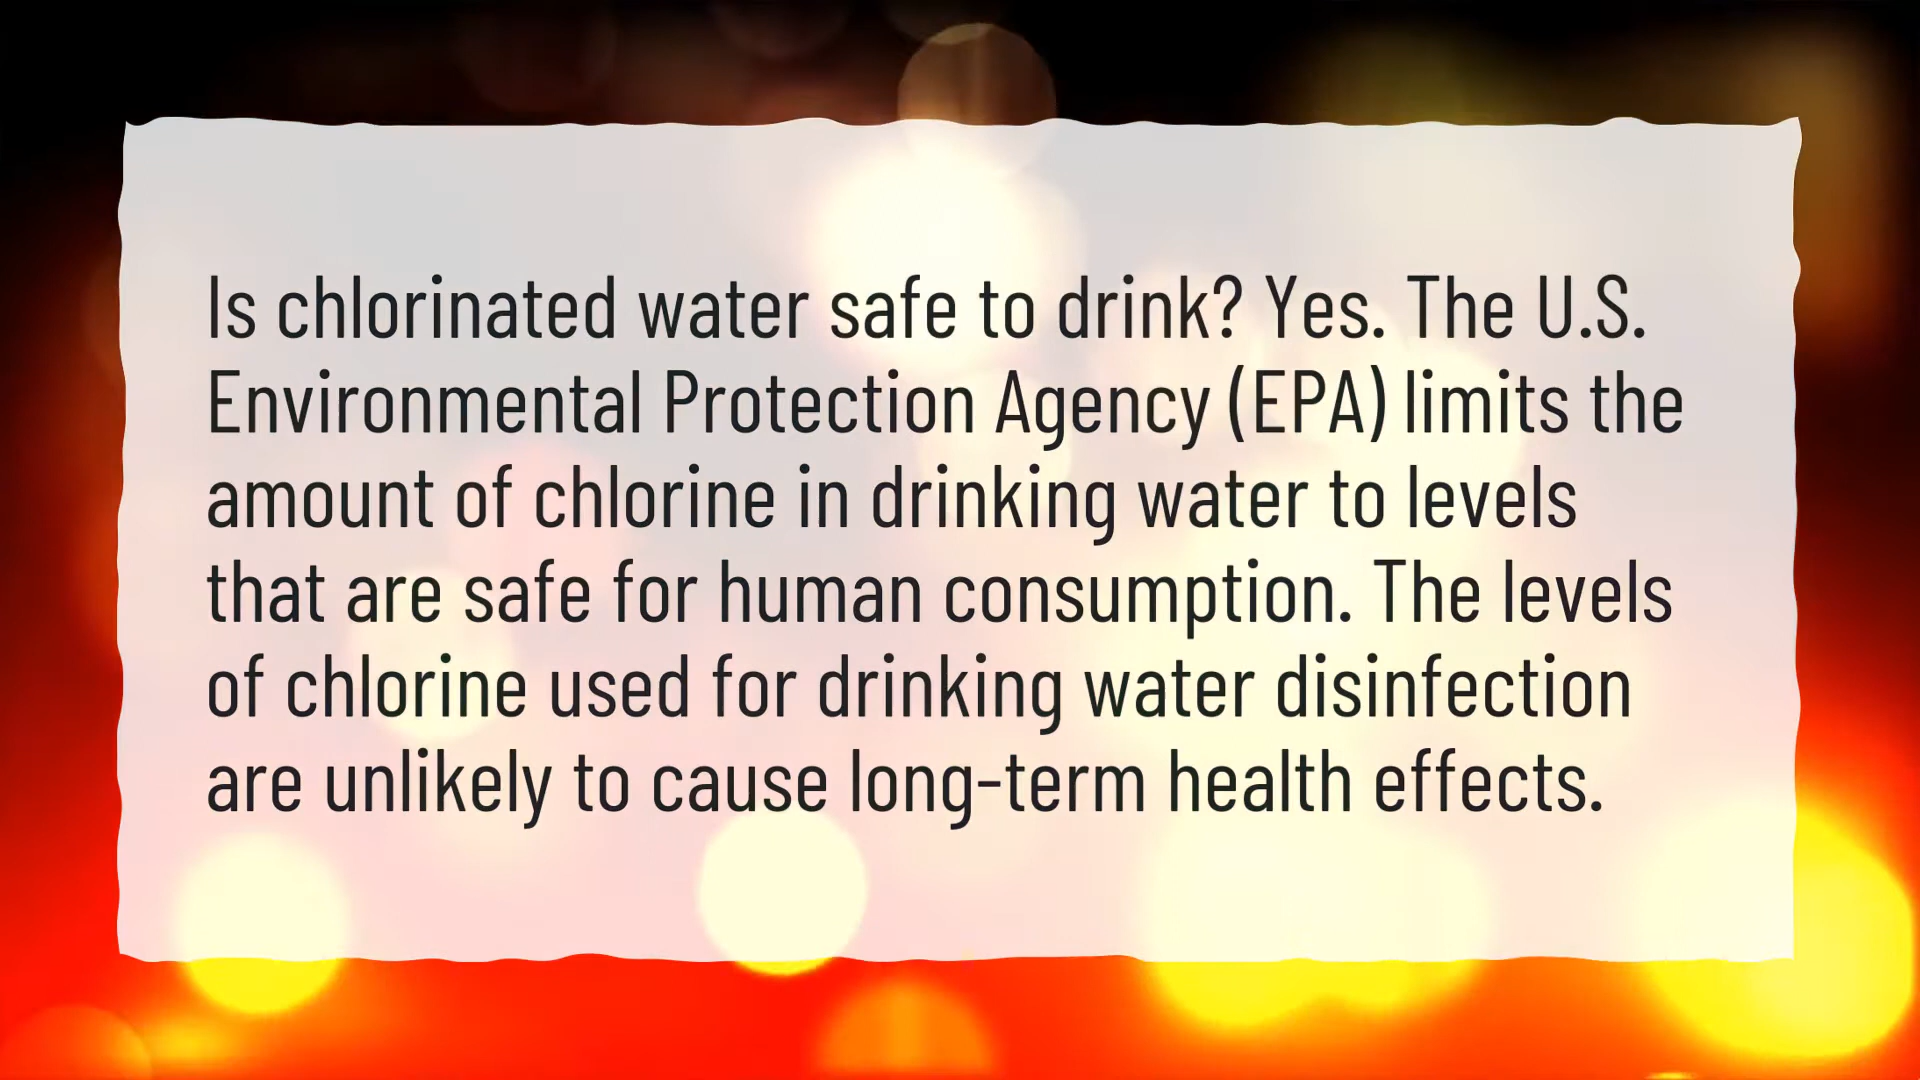 Is chlorinated water safe to drink? Yes. The U.S.
Environmental Protection Agency (EPA) limits the
amount of chlorine in drinking water to levels
that are safe for human consumption. The levels
of chlorine used for drinking water disinfection
are unlikely to cause long-term health effects.